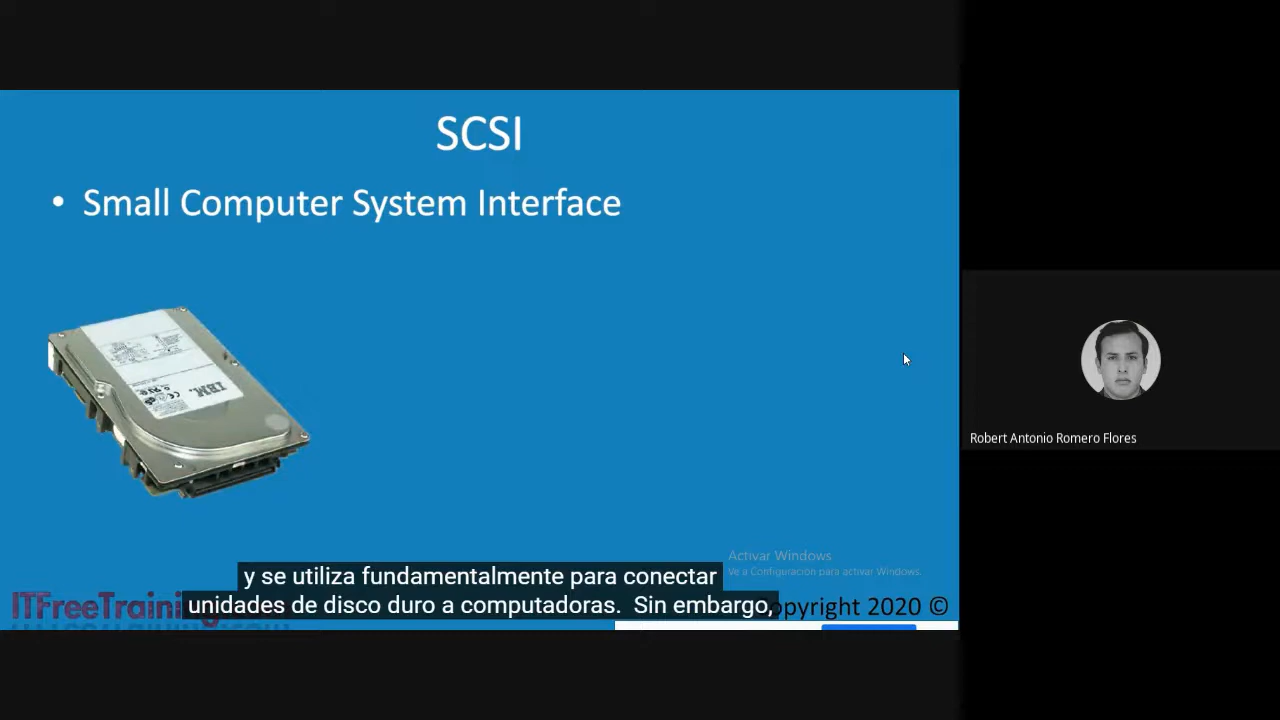 SCSI
• Small Computer System Interface
IBM
Activar Windows
Ve a Configuración para activar Windows.
y se utiliza fundamentalmente para conectar
unidades de disco duro a computadoras. Sin embargo,
ITFreeTraining
opyright 2020 ©
Robert Antonio Romero Flores